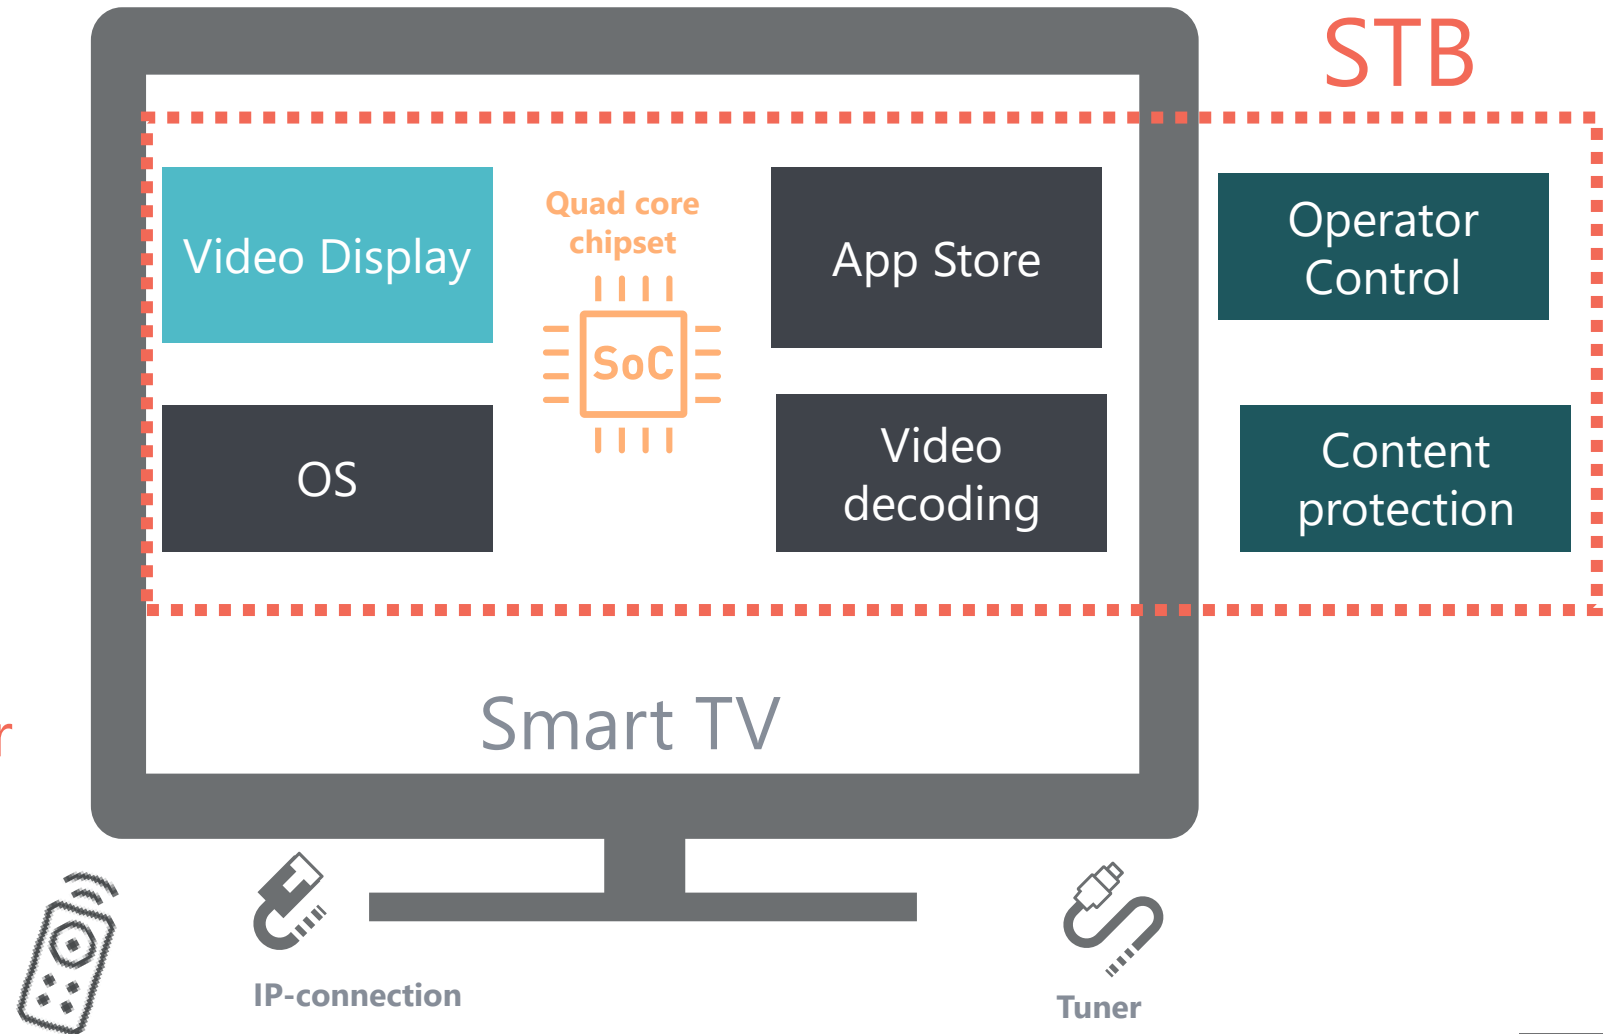 STB
Quad core
chipset
Video Display
App Store
Operator
Control
SoC
OS
Video
decoding
Content
protection
Smart TV
r
IP-connection
Tuner